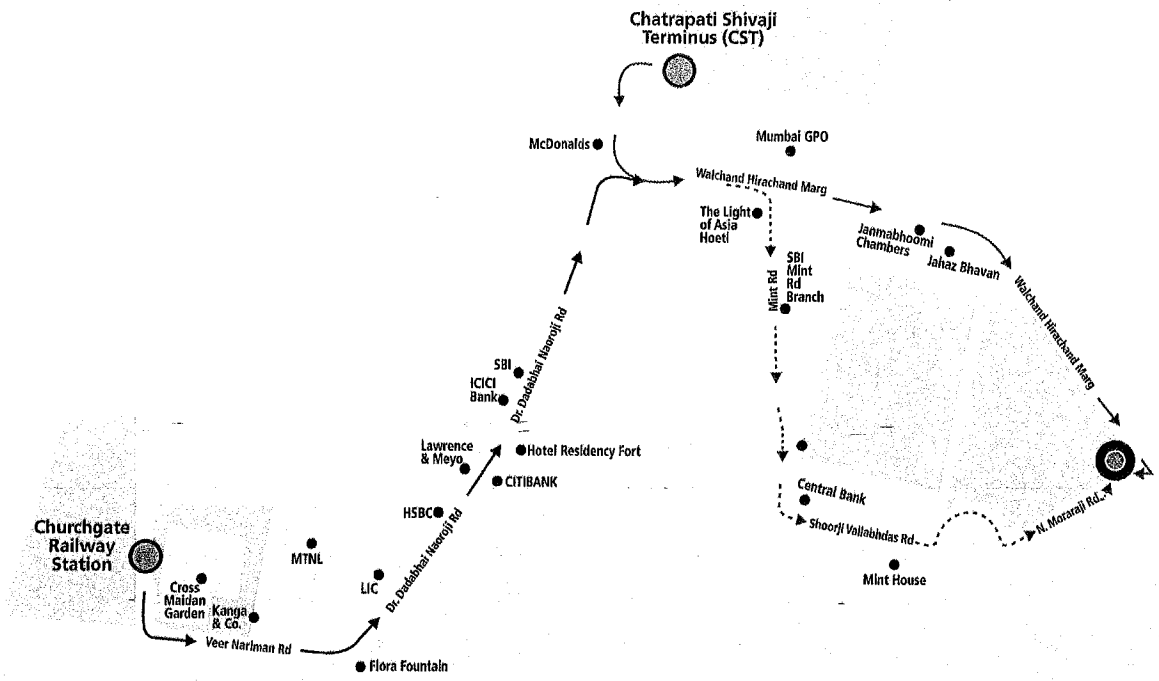 Chatrapati Shivaji
Terminus (CST)
McDonalds
Mumbai GPO
Walchand Hirachand Marg
The Light
of Asia
Hoetl
Janmabhoomi
Chambers
Jahaz Bhavan
SBI
Mint
Rd
Branch
Mint Rd
Walchand Hirachand Marg
Dr. Dadabhai Naoroji Rd
SBI
ICICI
Bank
Lawrence
& Meyo
Hotel Residency Fort
CITIBANK
HSBC
Central Bank
Shoorji Vallabhdas Rd
N. Moraraji Rd
Mint House
Churchgate
Railway
Station
MTNL
LIC
Dr. Dadabhai Naoroji Rd
Cross
Maidan
Garden
Kanga
& Co.
Veer Nariman Rd
Flora Fountain